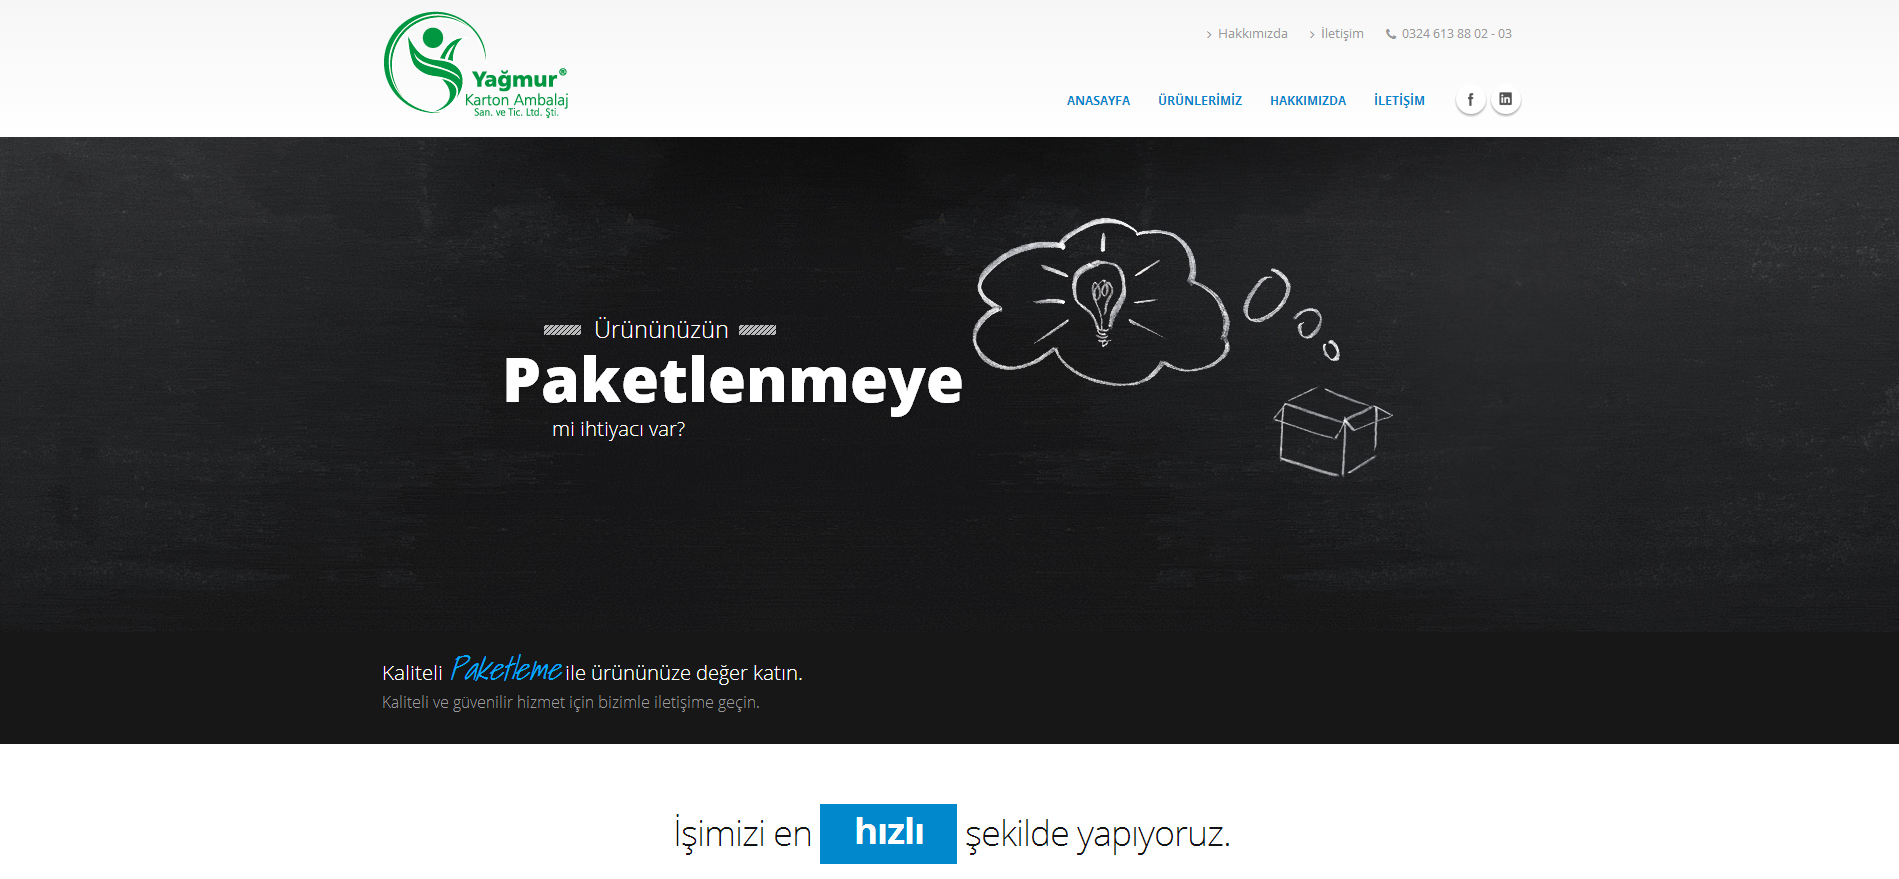 Yağmur®
Karton Ambalaj
San. ve Tic. Ltd. Şti.
Hakkımızda İletişim 0324 613 88 02 - 03
ANASAYFA ÜRÜNLERİMİZ HAKKIMIZDA İLETİŞİM
Ürününüzün
Paketlenmeye
mi ihtiyacı var?
Kaliteli Paketleme ile ürününüze değer katın.
Kaliteli ve güvenilir hizmet için bizimle iletişime geçin.
İşimizi en hızlı şekilde yapıyoruz.